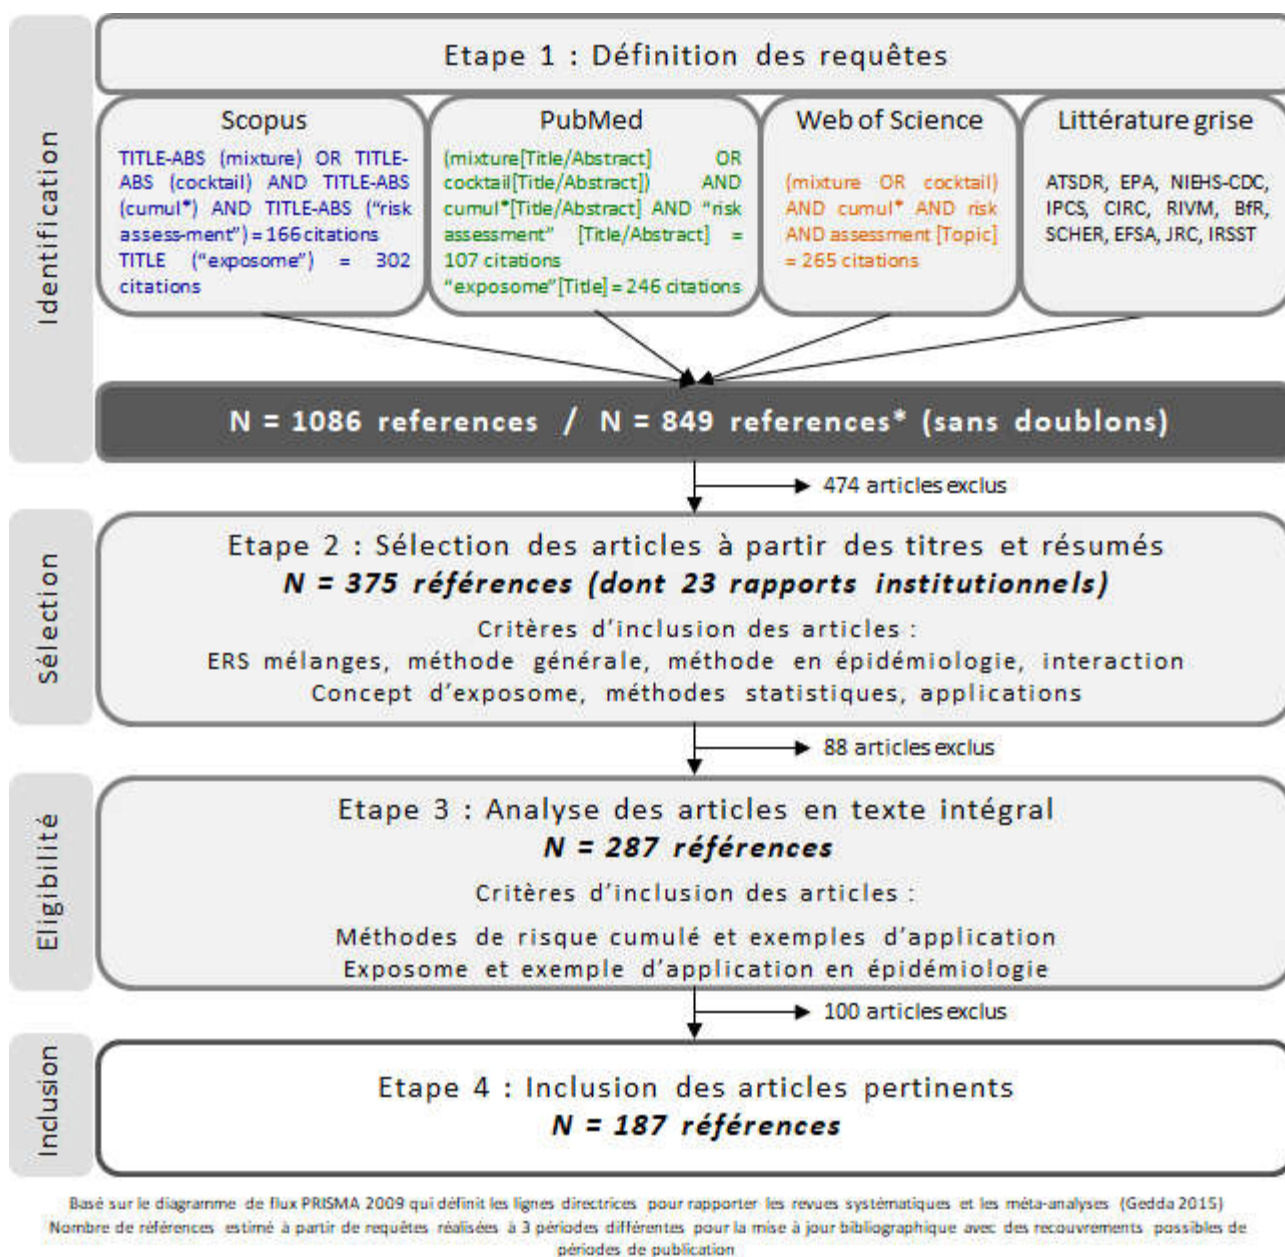 Identification
Etape 1 : Définition des requêtes
Scopus
TITLE-ABS (mixture) OR TITLE-
ABS (cocktail) AND TITLE-ABS
(cumul*) AND TITLE-ABS (“risk
assess-ment”) = 166 citations
TITLE (“exposome”) = 302
citations
PubMed
(mixture[Title/Abstract] OR
cocktail[Title/Abstract]) AND
cumul*[Title/Abstract] AND “risk
assessment” [Title/Abstract] =
107 citations
“exposome”[Title] = 246 citations
Web of Science
(mixture OR cocktail)
AND cumul* AND risk
AND assessment [Topic]
= 265 citations
Littérature grise
ATSDR, EPA, NIEHS-CDC,
IPCS, CIRC, RIVM, BfR,
SCHER, EFSA, JRC, IRSST
N = 1086 references / N = 849 references* (sans doublons)
474 articles exclus
Sélection
Etape 2 : Sélection des articles à partir des titres et résumés
N = 375 références (dont 23 rapports institutionnels)
Critères d’inclusion des articles :
ERS mélanges, méthode générale, méthode en épidémiologie, interaction
Concept d’exposome, méthodes statistiques, applications
88 articles exclus
Eligibilité
Etape 3 : Analyse des articles en texte intégral
N = 287 références
Critères d’inclusion des articles :
Méthodes de risque cumulé et exemples d’application
Exposome et exemple d’application en épidémiologie
100 articles exclus
Inclusion
Etape 4 : Inclusion des articles pertinents
N = 187 références
Basé sur le diagramme de flux PRISMA 2009 qui définit les lignes directrices pour rapporter les revues systématiques et les méta-analyses (Gedda 2015)
Nombre de références estimé à partir de requêtes réalisées à 3 périodes différentes pour la mise à jour bibliographique avec des recouvrements possibles de
périodes de publication